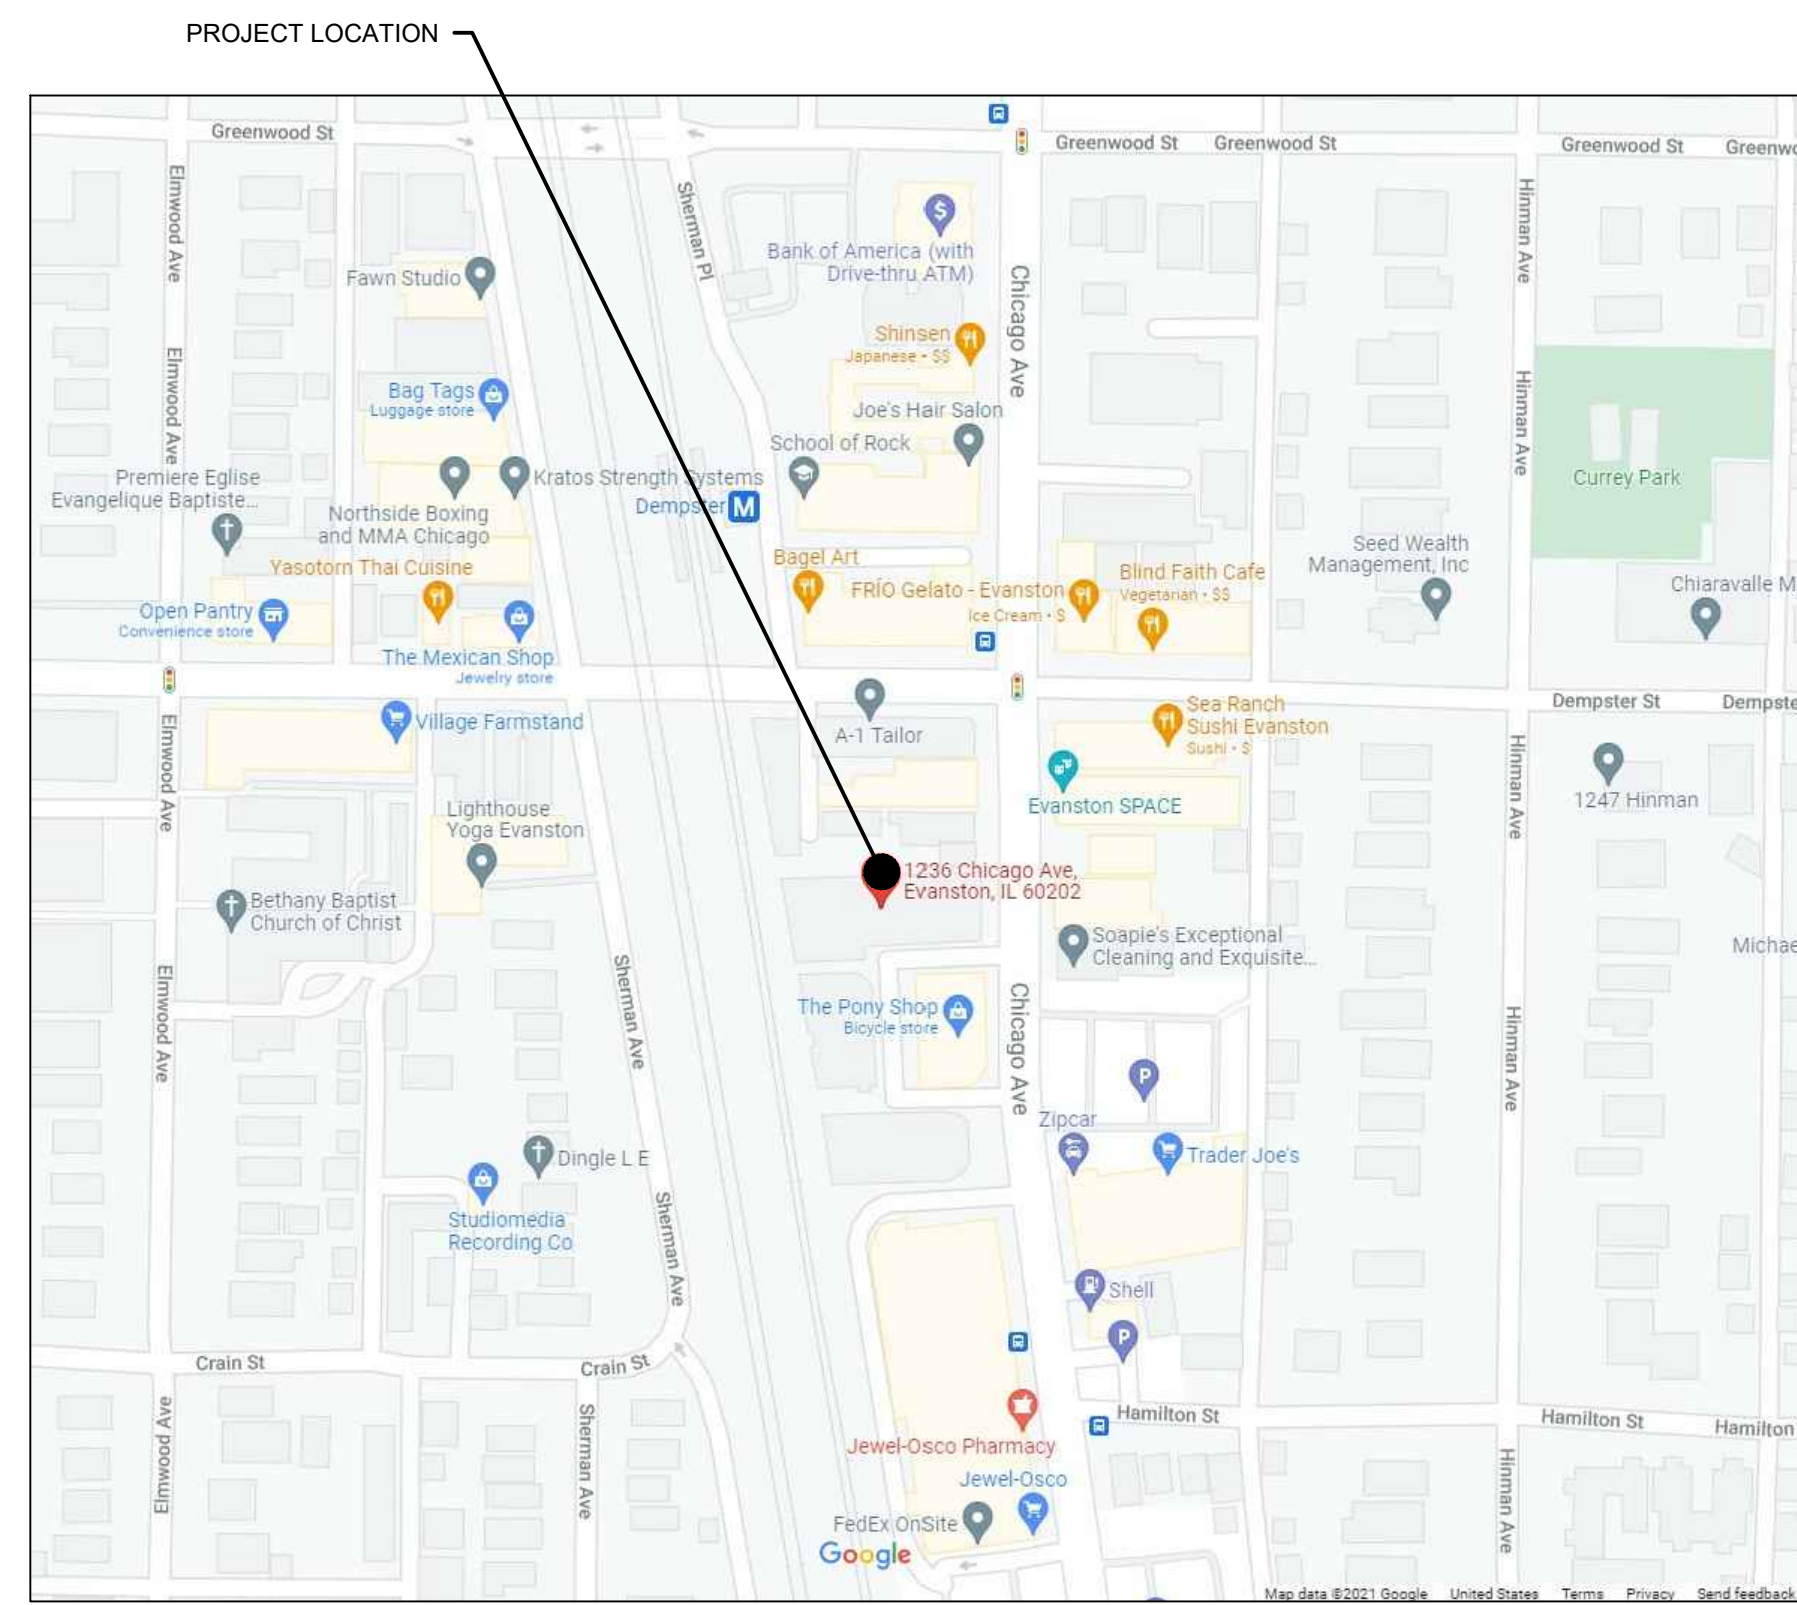 PROJECT LOCATION
Greenwood St
Greenwood St
Greenwood St
Greenwood St
Greenwo
Elmwood Ave
Sherman Pl
Hinman Ave
Bank of America (with
Drive-thru ATM)
Fawn Studio
Chicago Ave
Shinsen
Japanese • $$
Elmwood Ave
Bag Tags
Luggage store
Joe's Hair Salon
Hinman Ave
School of Rock
Premiere Eglise
Evangelique Baptiste...
Kratos Strength Systems
Currey Park
Dempster
M
Northside Boxing
and MMA Chicago
Seed Wealth
Management, Inc
Bagel Art
Yasotorn Thai Cuisine
Blind Faith Cafe
Vegetarian • $$
FRÍO Gelato - Evanston
Ice Cream • $
Chiaravalle M
Open Pantry
Convenience store
The Mexican Shop
Jewelry store
Dempster St
Dempste
Sea Ranch
Sushi Evanston
Sushi • $
Village Farmstand
A-1 Tailor
Elmwood Ave
Hinman Ave
Evanston SPACE
1247 Hinman
Lighthouse
Yoga Evanston
1236 Chicago Ave,
Evanston, IL 60202
Bethany Baptist
Church of Christ
Soapie's Exceptional
Cleaning and Exquisite...
Michae
Elmwood Ave
Sherman Ave
The Pony Shop
Bicycle store
Chicago Ave
Hinman Ave
P
Zipcar
Trader Joe's
Dingle L E
Studiomedia
Recording Co
Sherman Ave
Shell
P
Crain St
Crain St
Elmwood Ave
Sherman Ave
Hamilton St
Hamilton St
Hamilton
Jewel-Osco Pharmacy
Jewel-Osco
Hinman Ave
FedEx OnSite
Google
Map data ©2021 Google
United States
Terms
Privacy
Send feedback